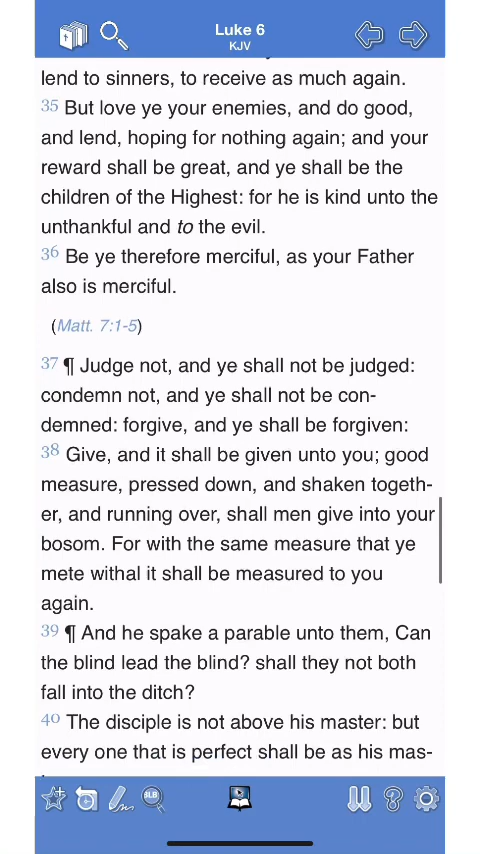 Luke 6
KJV
lend to sinners, to receive as much again.
35 But love ye your enemies, and do good,
and lend, hoping for nothing again; and your
reward shall be great, and ye shall be the
children of the Highest: for he is kind unto the
unthankful and to the evil.
36 Be ye therefore merciful, as your Father
also is merciful.
(Matt. 7:1-5)
37 ¶ Judge not, and ye shall not be judged:
condemn not, and ye shall not be con-
demned: forgive, and ye shall be forgiven:
38 Give, and it shall be given unto you; good
measure, pressed down, and shaken togeth-
er, and running over, shall men give into your
bosom. For with the same measure that ye
mete withal it shall be measured to you
again.
39 ¶ And he spake a parable unto them, Can
the blind lead the blind? shall they not both
fall into the ditch?
40 The disciple is not above his master: but
every one that is perfect shall be as his mas-
BLB